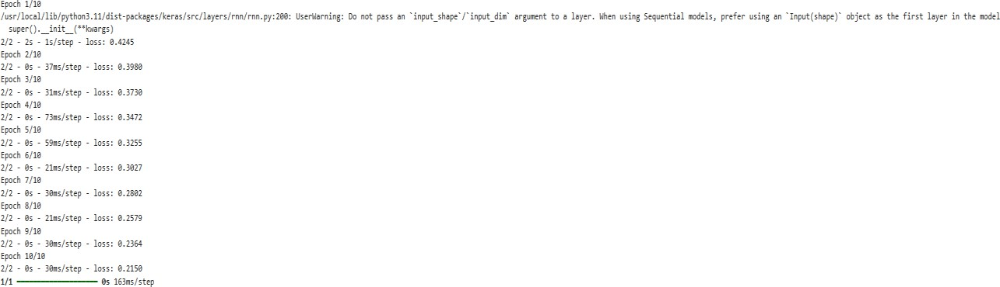 Epoch 1/10
/usr/local/lib/python3.11/dist-packages/keras/src/layers/rnn/rnn.py:200: UserWarning: Do not pass an `input_shape`/`input_dim` argument to a layer. When using Sequential models, prefer using an `Input(shape)` object as the first layer in the model
  super().__init__(**kwargs)
2/2 - 2s - 1s/step - loss: 0.4245
Epoch 2/10
2/2 - 0s - 37ms/step - loss: 0.3980
Epoch 3/10
2/2 - 0s - 31ms/step - loss: 0.3730
Epoch 4/10
2/2 - 0s - 73ms/step - loss: 0.3472
Epoch 5/10
2/2 - 0s - 59ms/step - loss: 0.3255
Epoch 6/10
2/2 - 0s - 21ms/step - loss: 0.3027
Epoch 7/10
2/2 - 0s - 30ms/step - loss: 0.2802
Epoch 8/10
2/2 - 0s - 21ms/step - loss: 0.2579
Epoch 9/10
2/2 - 0s - 30ms/step - loss: 0.2364
Epoch 10/10
2/2 - 0s - 30ms/step - loss: 0.2150
1/1 ━━━━━━━━━━━━━━━━━━━━ 0s 163ms/step